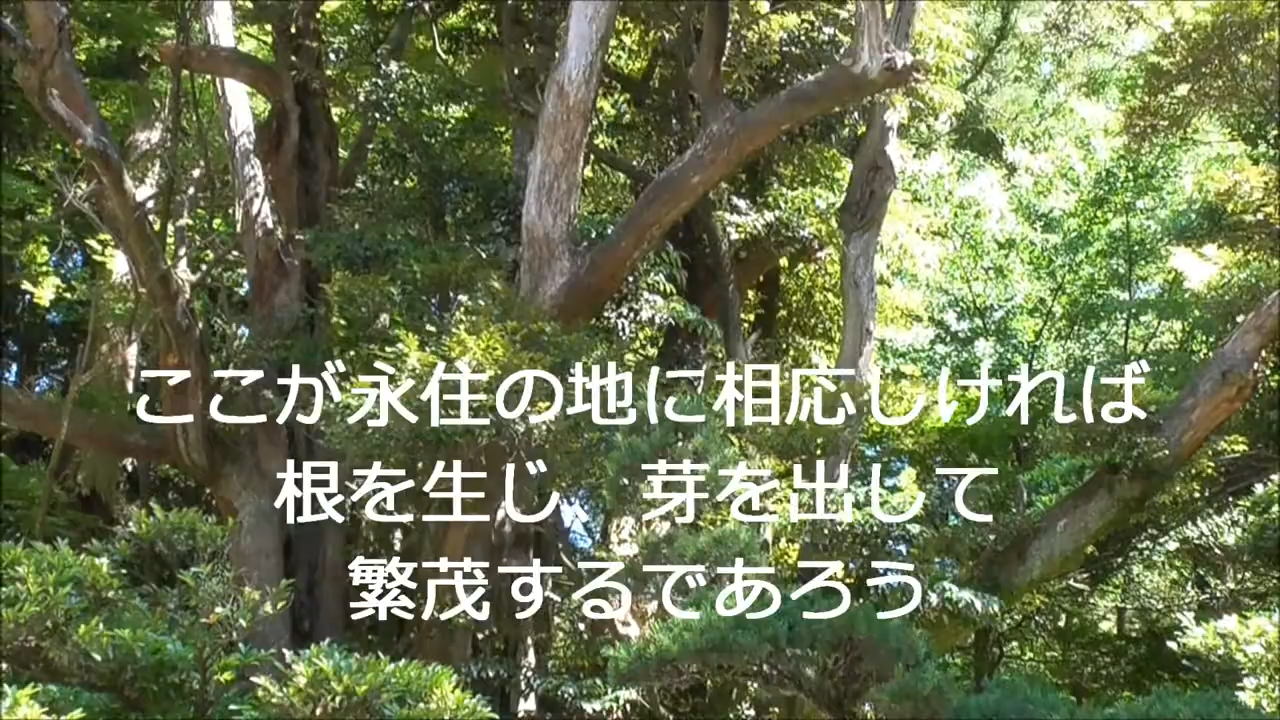 ここが永住の地に相応しければ
根を生じ、芽を出して
繁茂するであろう